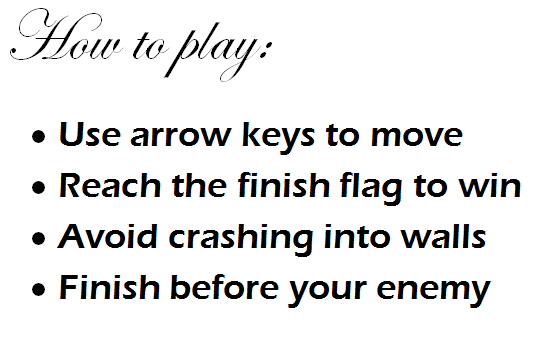 How to play:
• Use arrow keys to move
• Reach the finish flag to win
• Avoid crashing into walls
• Finish before your enemy